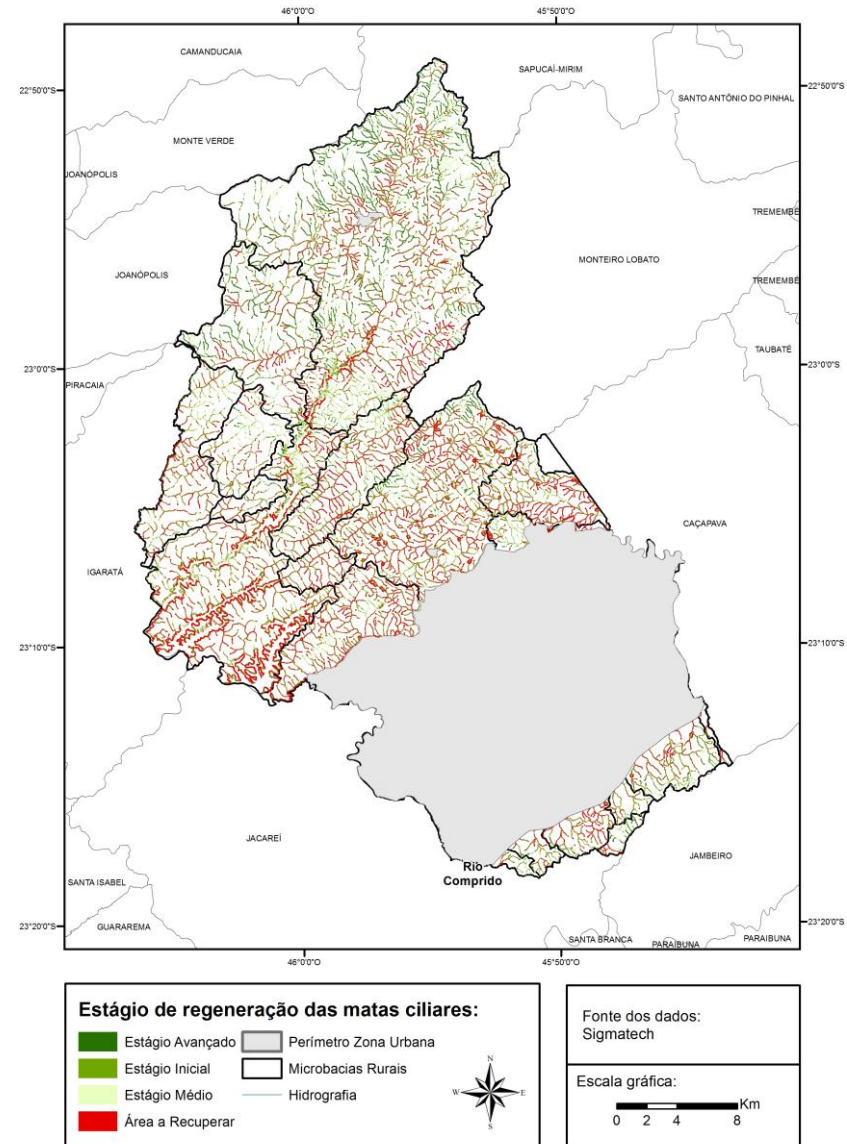 46°0'0"O 45°50'0"O
CAMANDUCAIA
SAPUCAÍ-MIRIM
22°50'0"S 22°50'0"S
SANTO ANTÔNIO DO PINHAL
MONTE VERDE
JOANÓPOLIS
TREMEMBÉ
MONTEIRO LOBATO
JOANÓPOLIS
TREMEMBÉ
TAUBATÉ
23°0'0"S 23°0'0"S
PIRACAIA
CAÇAPAVA
IGARATÁ
23°10'0"S 23°10'0"S
JACAREÍ
JAMBEIRO
Rio
Comprido
SANTA ISABEL
23°20'0"S 23°20'0"S
GUARAREMA
SANTA BRANCA PARAIBUNA PARAIBUNA
46°0'0"O 45°50'0"O
Estágio de regeneração das matas ciliares:
Estágio Avançado
Estágio Inicial
Estágio Médio
Área a Recuperar
Perímetro Zona Urbana
Microbacias Rurais
Hidrografia
N
W E
S
Fonte dos dados:
Sigmatech
Escala gráfica:
Km
0 2 4 8